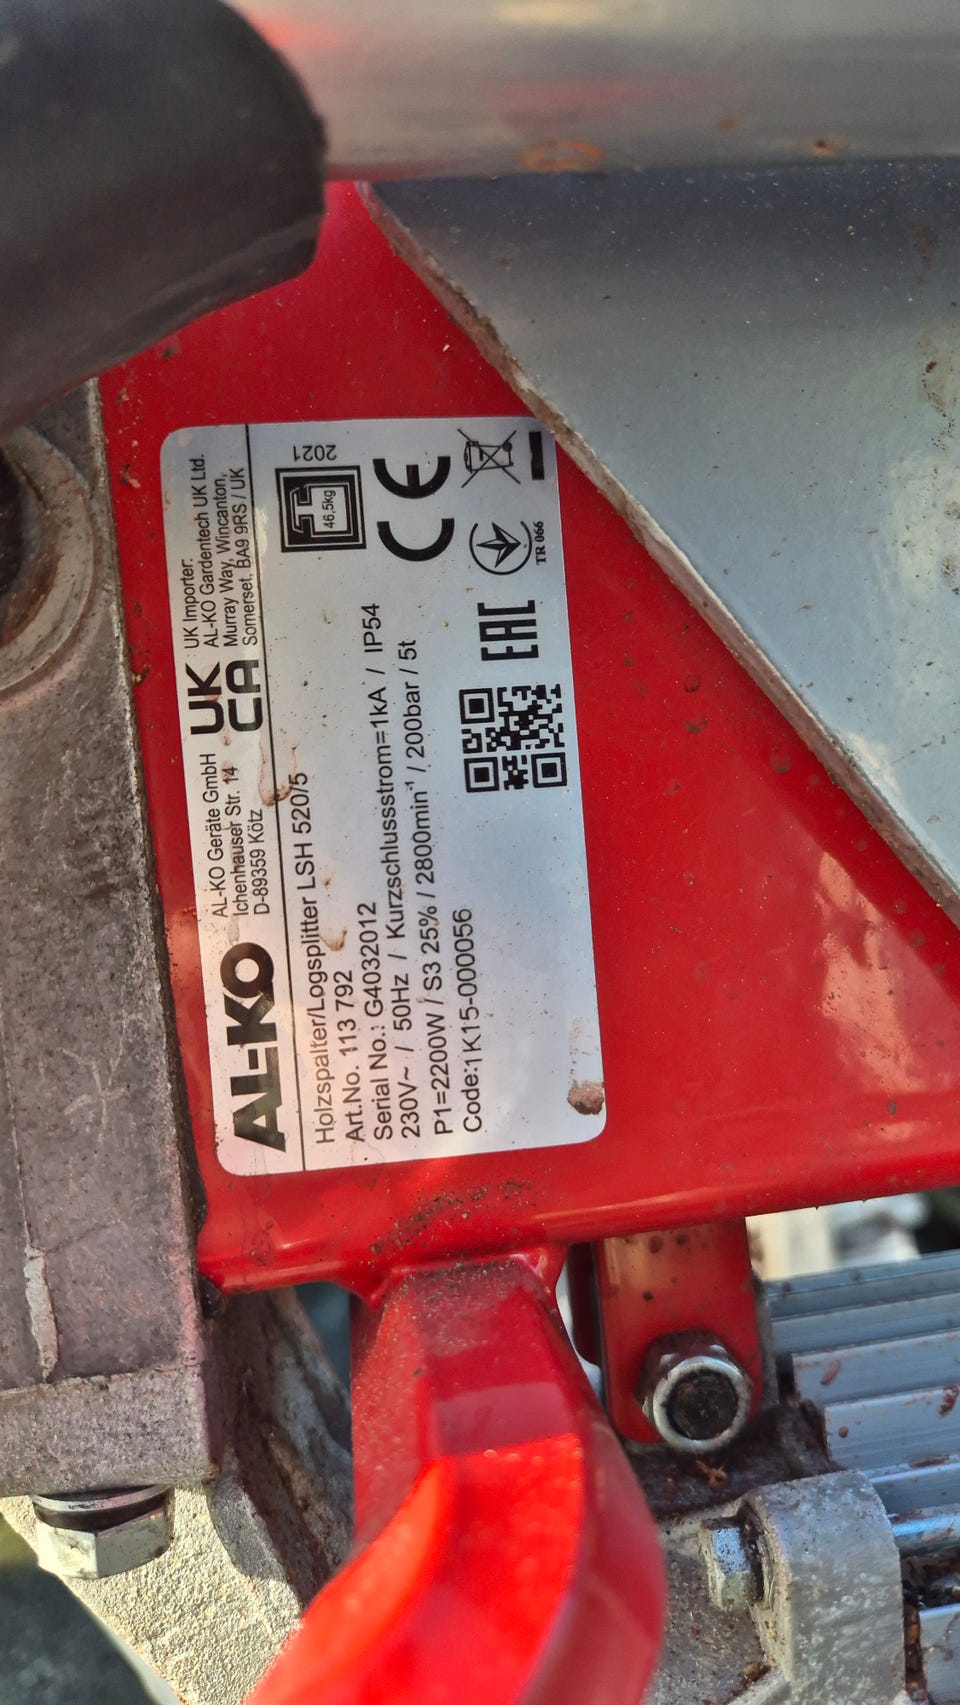 AL-KO
AL-KO Geräte GmbH
Ichenhauser Str. 14
D-89359 Kötz
UK
CA
UK Importer:
AL-KO Gardentech UK Ltd.
Murray Way, Wincanton,
Somerset, BA9 9RS / UK
Holzspalter/Logsplitter LSH 520/5
Art.No. 113 792
Serial No.: G4032012
230V~ / 50Hz / Kurzschlussstrom=1kA / IP54
P1=2200W / S3 25% / 2800min⁻¹ / 200bar / 5t
Code:1K15-000056
2021
46,5kg
CE
EAC
TR 066